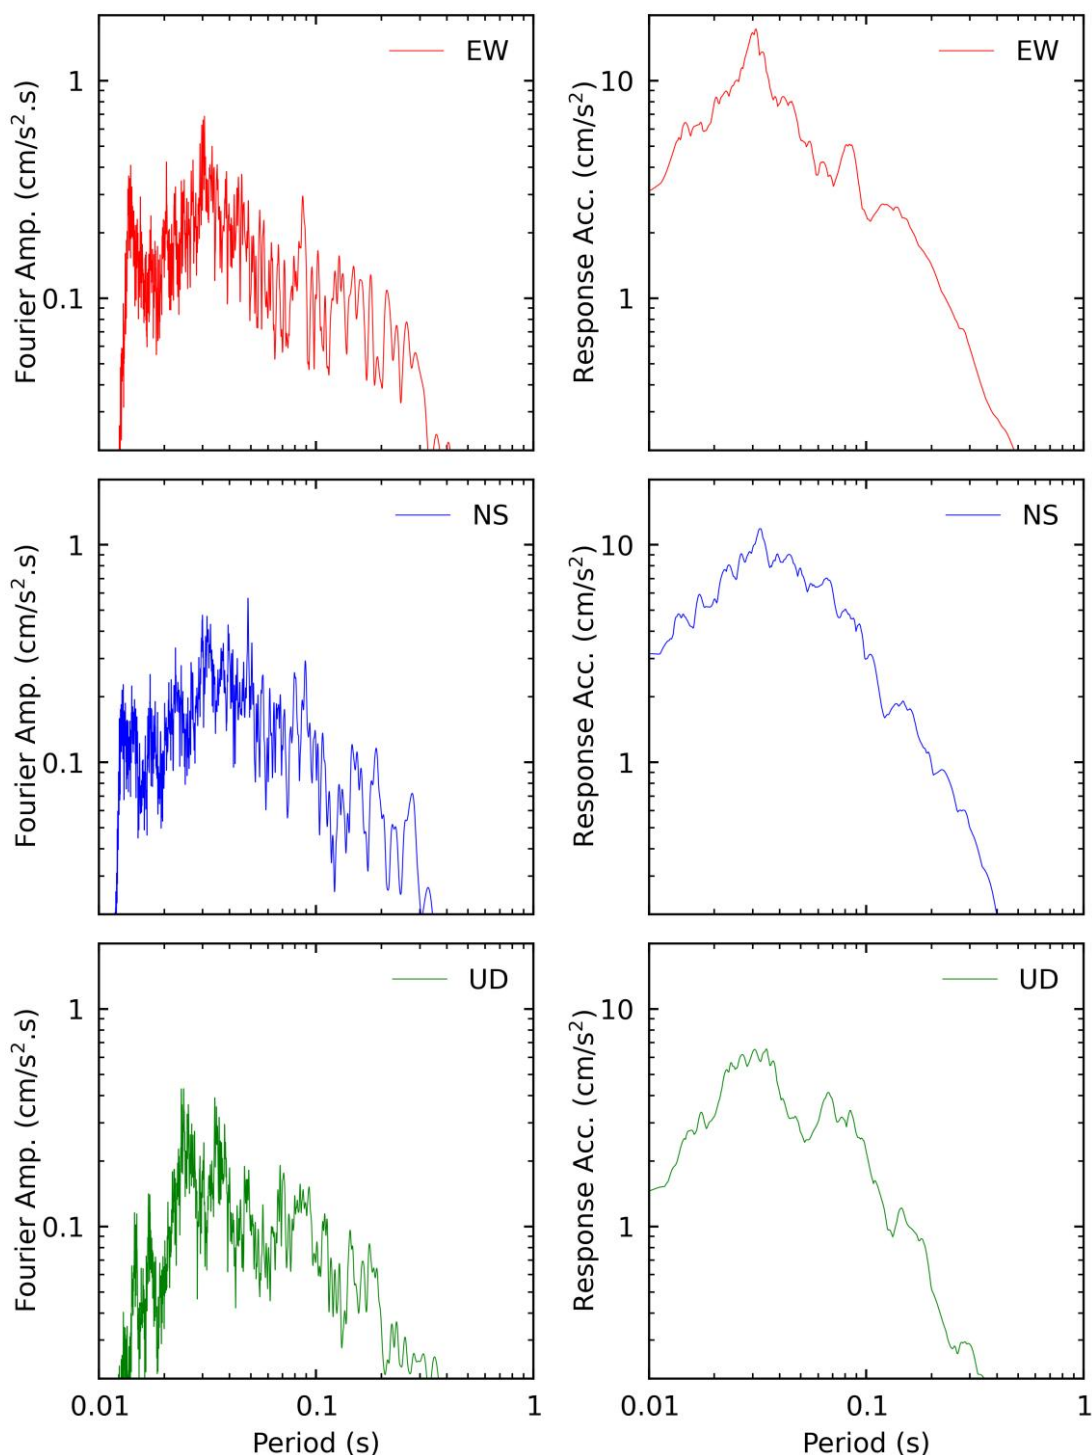 EW
1
0.1
Fourier Amp. (cm/s².s)
EW
10
1
Response Acc. (cm/s²)
NS
1
0.1
Fourier Amp. (cm/s².s)
NS
10
1
Response Acc. (cm/s²)
UD
1
0.1
Fourier Amp. (cm/s².s)
0.01 0.1 1
Period (s)
UD
10
1
Response Acc. (cm/s²)
0.01 0.1 1
Period (s)